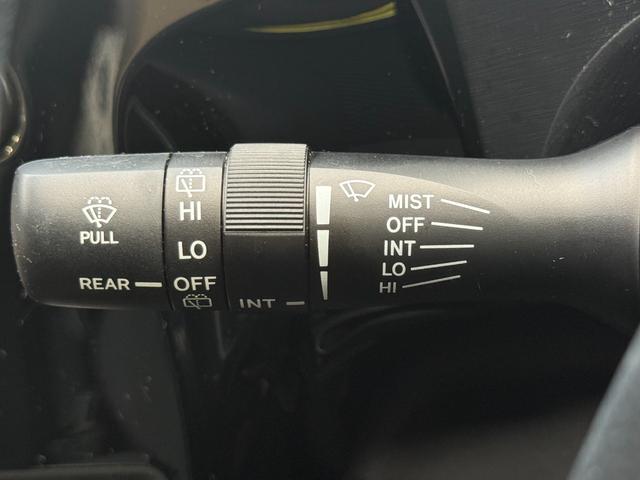 PULL
REAR
HI
LO
OFF
INT
MIST
OFF
INT
LO
HI